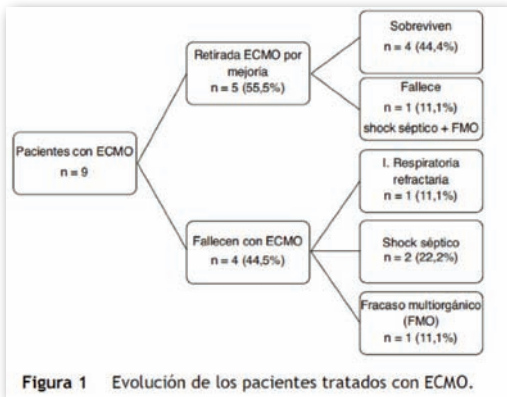 Pacientes con ECMO
n = 9
Retirada ECMO por
mejoría
n = 5 (55,5%)
Sobreviven
n = 4 (44,4%)
Fallece
n = 1 (11,1%)
shock séptico + FMO
Fallecen con ECMO
n = 4 (44,5%)
I. Respiratoria
refractaria
n = 1 (11,1%)
Shock séptico
n = 2 (22,2%)
Fracaso multiorgánico
(FMO)
n = 1 (11,1%)
Figura 1 Evolución de los pacientes tratados con ECMO.